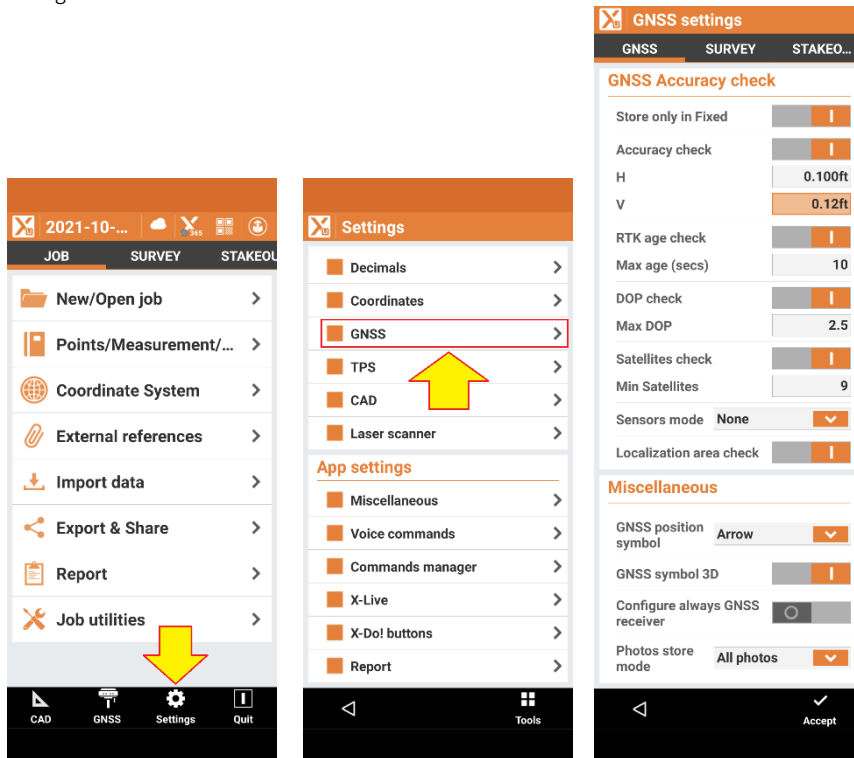 2021-10-...
365
JOB
SURVEY
STAKEOU
New/Open job
Points/Measurement/...
Coordinate System
External references
Import data
Export & Share
Report
Job utilities
CAD
GNSS
Settings
Quit
Settings
Decimals
Coordinates
GNSS
TPS
CAD
Laser scanner
App settings
Miscellaneous
Voice commands
Commands manager
X-Live
X-Do! buttons
Report
Tools
GNSS settings
GNSS
SURVEY
STAKEO...
GNSS Accuracy check
Store only in Fixed
Accuracy check
H 0.100ft
V 0.12ft
RTK age check
Max age (secs) 10
DOP check
Max DOP 2.5
Satellites check
Min Satellites 9
Sensors mode None
Localization area check
Miscellaneous
GNSS position
symbol
Arrow
GNSS symbol 3D
Configure always GNSS
receiver
Photos store
mode
All photos
Accept